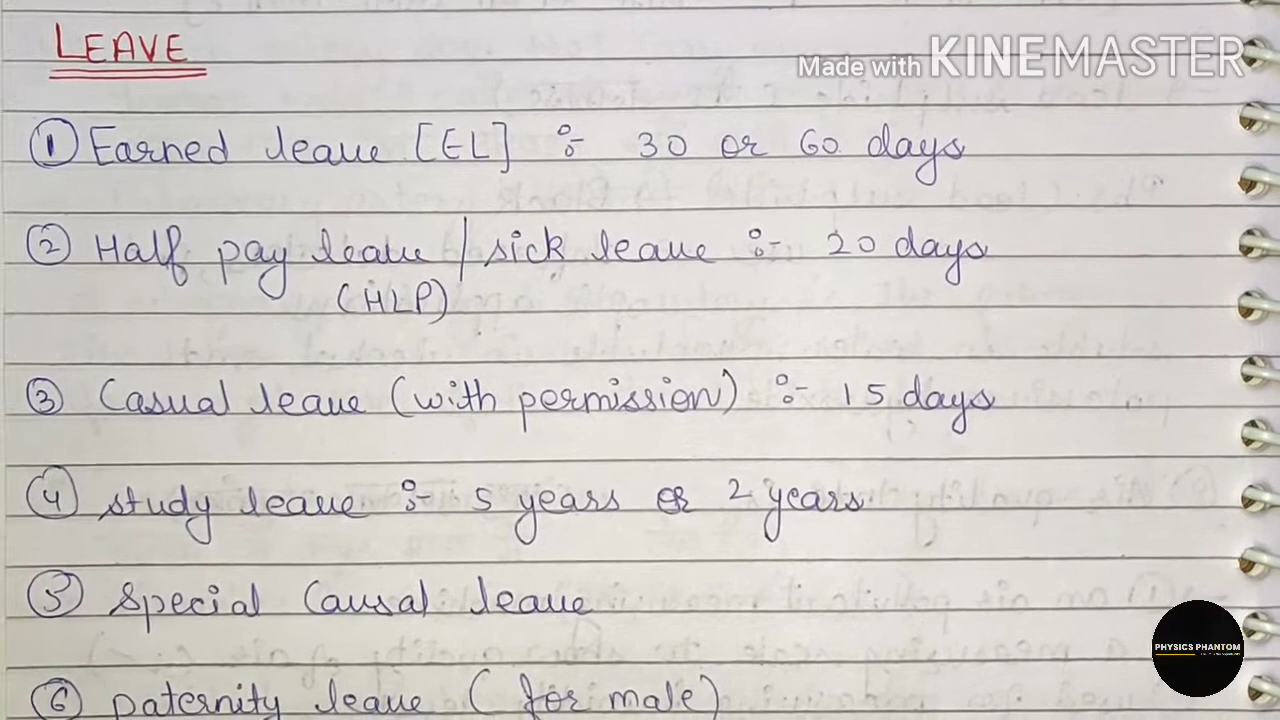 LEAVE
Made with KINEMASTER
① Earned leave [EL] :- 30 or 60 days
② Half pay leave / sick leave :- 20 days
(HLP)
③ Casual leave (with permission) :- 15 days
④ study leave :- 5 years or 2 years
⑤ special Causal leave
⑥ paternity leave ( for male)
PHYSICS PHANTOM